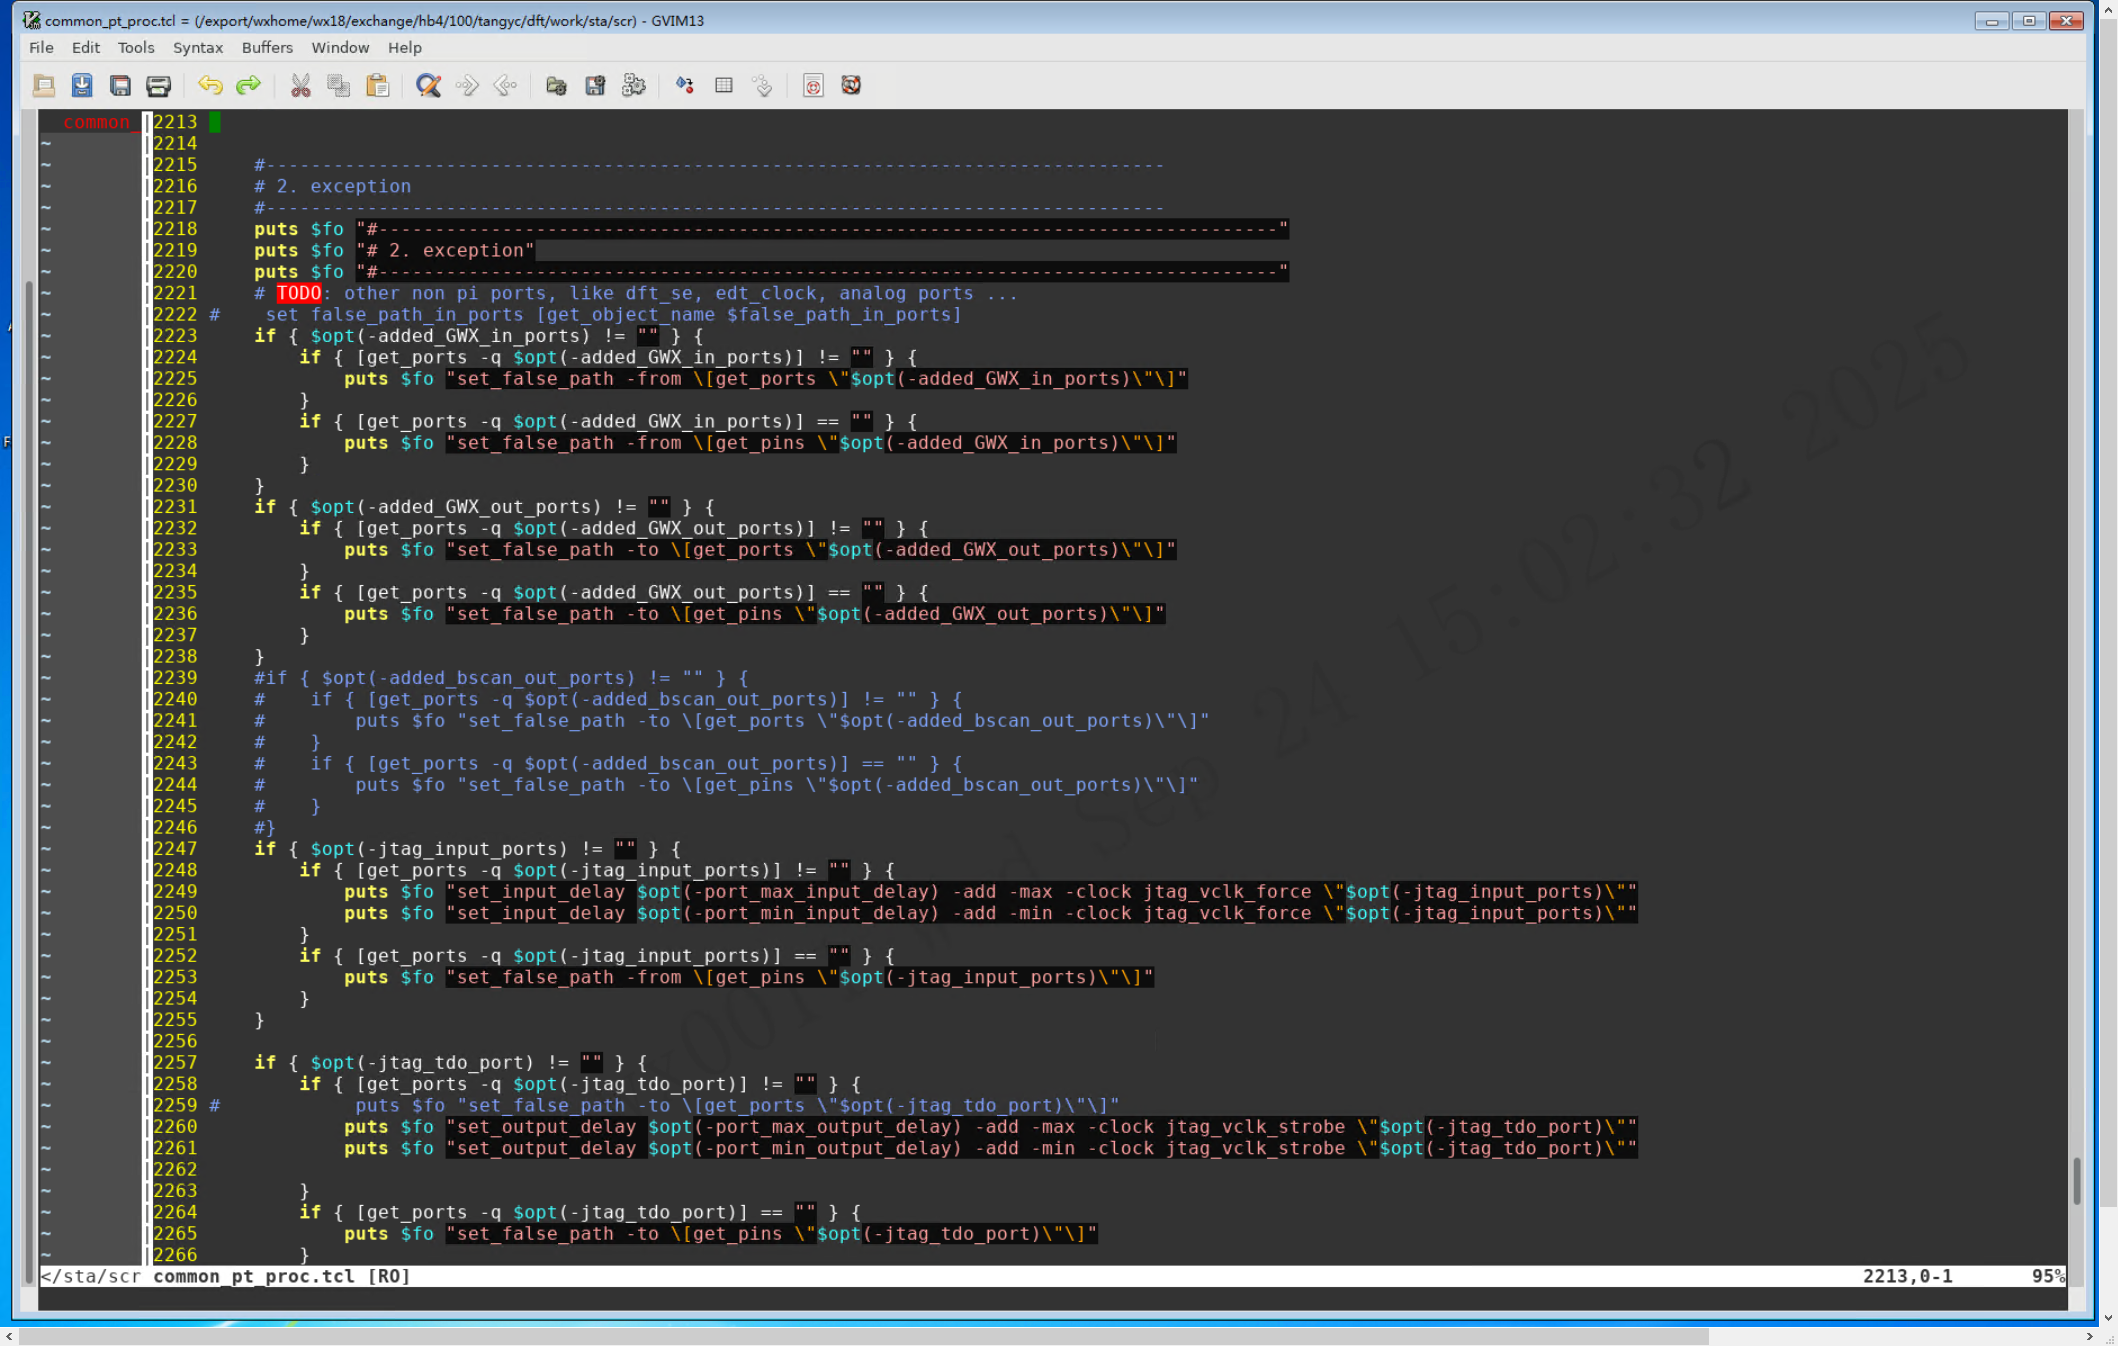 common_pt_proc.tcl = (/export/wxhome/wx18/exchange/hb4/100/tangyc/dft/work/sta/scr) - GVIM13
File Edit Tools Syntax Buffers Window Help
common_ 2213
2214
2215     #--------------------------------------------------------------------------------
2216     # 2. exception
2217     #--------------------------------------------------------------------------------
2218     puts $fo "#--------------------------------------------------------------------------------"
2219     puts $fo "# 2. exception"
2220     puts $fo "#--------------------------------------------------------------------------------"
2221     # TODO: other non pi ports, like dft_se, edt_clock, analog ports ...
2222 #    set false_path_in_ports [get_object_name $false_path_in_ports]
2223     if { $opt(-added_GWX_in_ports) != "" } {
2224         if { [get_ports -q $opt(-added_GWX_in_ports)] != "" } {
2225             puts $fo "set_false_path -from \[get_ports \"$opt(-added_GWX_in_ports)\"\]"
2226         }
2227         if { [get_ports -q $opt(-added_GWX_in_ports)] == "" } {
2228             puts $fo "set_false_path -from \[get_pins \"$opt(-added_GWX_in_ports)\"\]"
2229         }
2230     }
2231     if { $opt(-added_GWX_out_ports) != "" } {
2232         if { [get_ports -q $opt(-added_GWX_out_ports)] != "" } {
2233             puts $fo "set_false_path -to \[get_ports \"$opt(-added_GWX_out_ports)\"\]"
2234         }
2235         if { [get_ports -q $opt(-added_GWX_out_ports)] == "" } {
2236             puts $fo "set_false_path -to \[get_pins \"$opt(-added_GWX_out_ports)\"\]"
2237         }
2238     }
2239     #if { $opt(-added_bscan_out_ports) != "" } {
2240     #    if { [get_ports -q $opt(-added_bscan_out_ports)] != "" } {
2241     #        puts $fo "set_false_path -to \[get_ports \"$opt(-added_bscan_out_ports)\"\]"
2242     #    }
2243     #    if { [get_ports -q $opt(-added_bscan_out_ports)] == "" } {
2244     #        puts $fo "set_false_path -to \[get_pins \"$opt(-added_bscan_out_ports)\"\]"
2245     #    }
2246     #}
2247     if { $opt(-jtag_input_ports) != "" } {
2248         if { [get_ports -q $opt(-jtag_input_ports)] != "" } {
2249             puts $fo "set_input_delay $opt(-port_max_input_delay) -add -max -clock jtag_vclk_force \"$opt(-jtag_input_ports)\""
2250             puts $fo "set_input_delay $opt(-port_min_input_delay) -add -min -clock jtag_vclk_force \"$opt(-jtag_input_ports)\""
2251         }
2252         if { [get_ports -q $opt(-jtag_input_ports)] == "" } {
2253             puts $fo "set_false_path -from \[get_pins \"$opt(-jtag_input_ports)\"\]"
2254         }
2255     }
2256
2257     if { $opt(-jtag_tdo_port) != "" } {
2258         if { [get_ports -q $opt(-jtag_tdo_port)] != "" } {
2259 #            puts $fo "set_false_path -to \[get_ports \"$opt(-jtag_tdo_port)\"\]"
2260             puts $fo "set_output_delay $opt(-port_max_output_delay) -add -max -clock jtag_vclk_strobe \"$opt(-jtag_tdo_port)\""
2261             puts $fo "set_output_delay $opt(-port_min_output_delay) -add -min -clock jtag_vclk_strobe \"$opt(-jtag_tdo_port)\""
2262
2263         }
2264         if { [get_ports -q $opt(-jtag_tdo_port)] == "" } {
2265             puts $fo "set_false_path -to \[get_pins \"$opt(-jtag_tdo_port)\"\]"
2266         }
</sta/scr common_pt_proc.tcl [RO] 2213,0-1 95%
Sep 24 15:02:32 2025